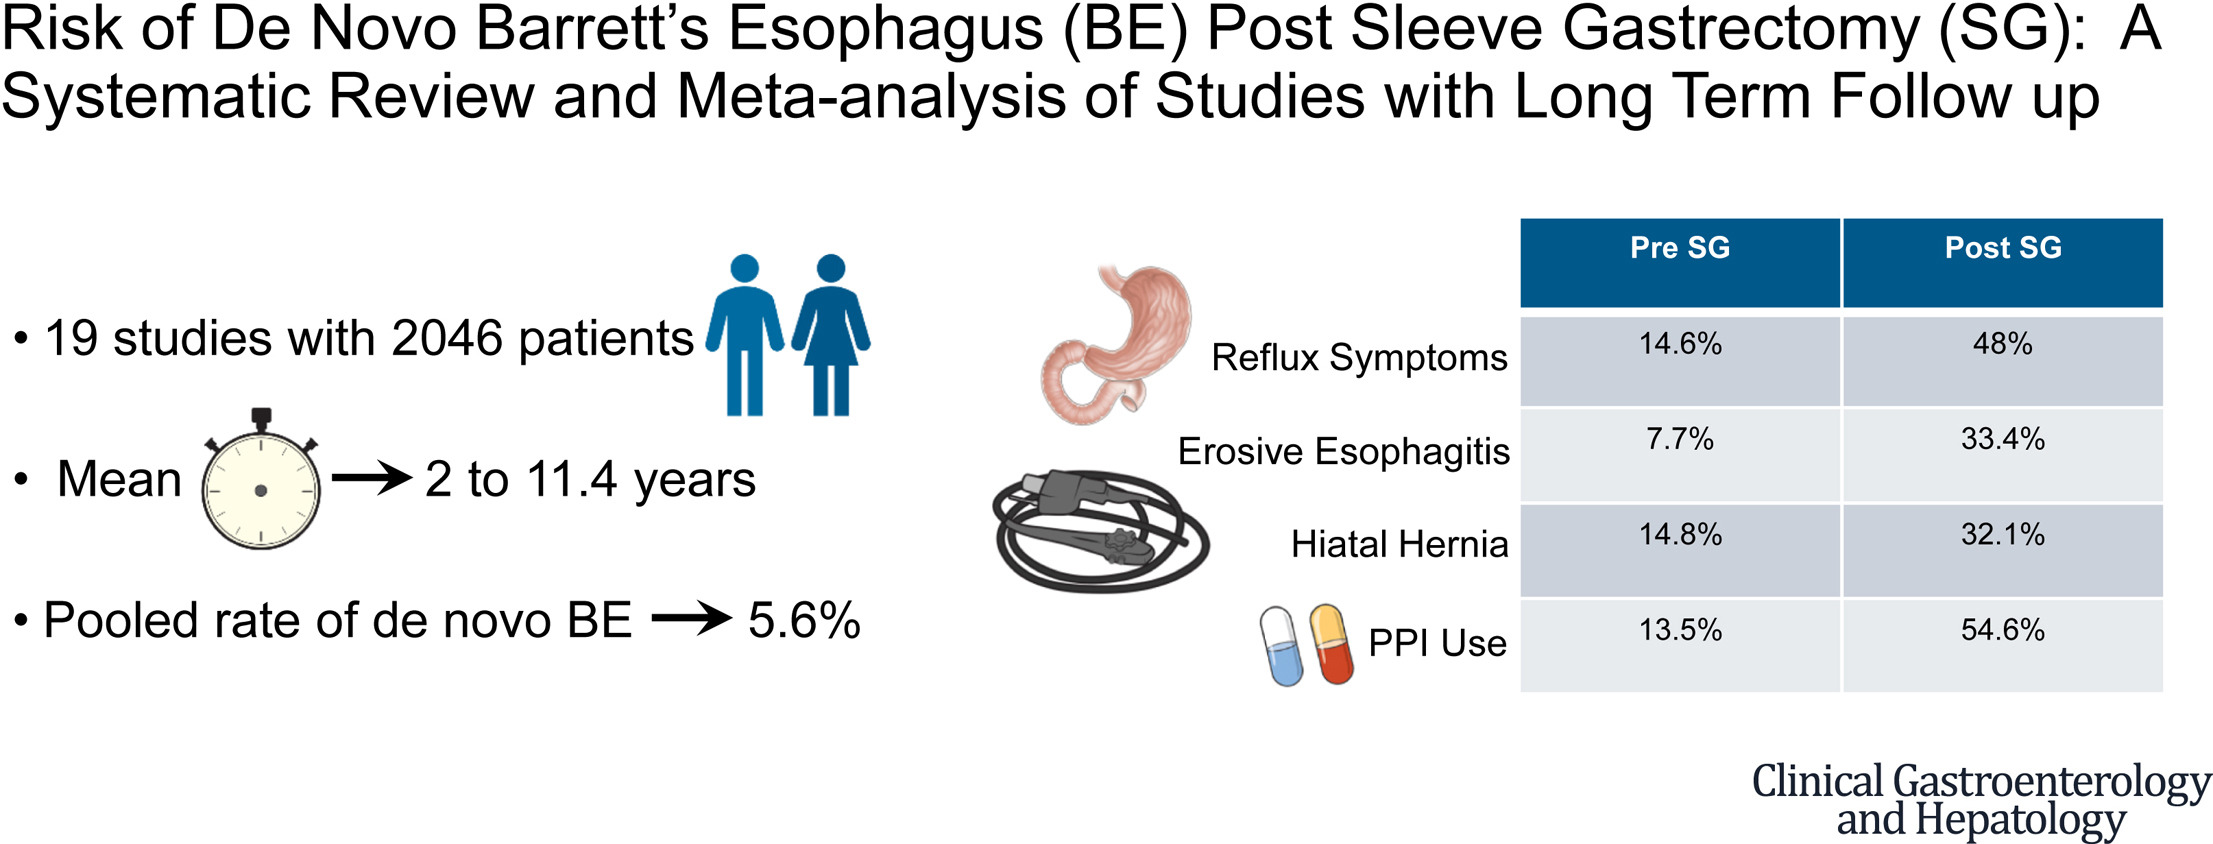 Risk of De Novo Barrett’s Esophagus (BE) Post Sleeve Gastrectomy (SG): A
Systematic Review and Meta-analysis of Studies with Long Term Follow up
• 19 studies with 2046 patients
• Mean → 2 to 11.4 years
• Pooled rate of de novo BE → 5.6%
Pre SG Post SG
Reflux Symptoms 14.6% 48%
Erosive Esophagitis 7.7% 33.4%
Hiatal Hernia 14.8% 32.1%
PPI Use 13.5% 54.6%
Clinical Gastroenterology
and Hepatology